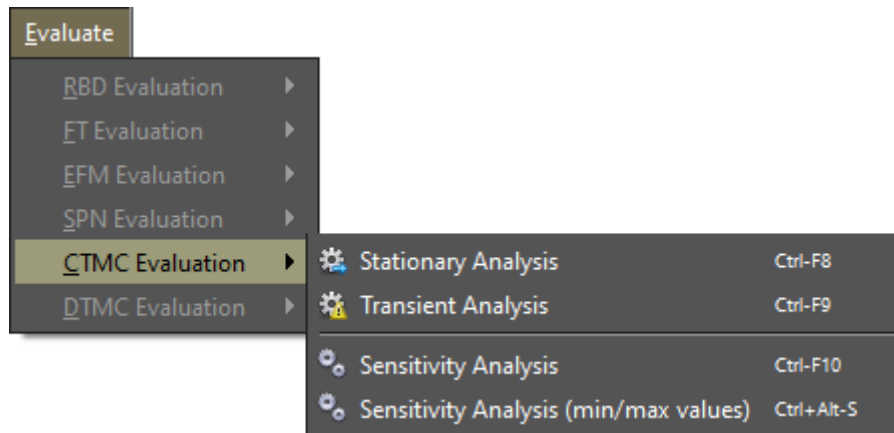 Evaluate
RBD Evaluation
FT Evaluation
EFM Evaluation
SPN Evaluation
CTMC Evaluation
DTMC Evaluation
Stationary Analysis Ctrl-F8
Transient Analysis Ctrl-F9
Sensitivity Analysis Ctrl-F10
Sensitivity Analysis (min/max values) Ctrl+Alt-S